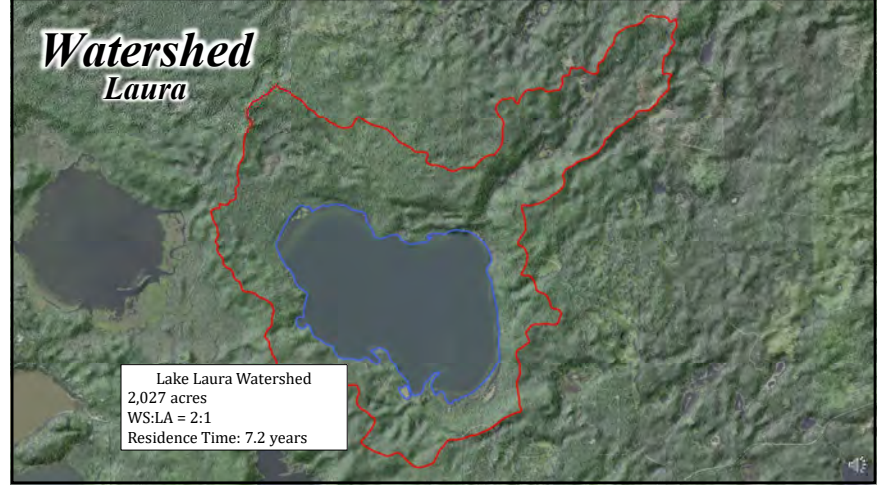 Watershed
Laura
Lake Laura Watershed
2,027 acres
WS:LA = 2:1
Residence Time: 7.2 years